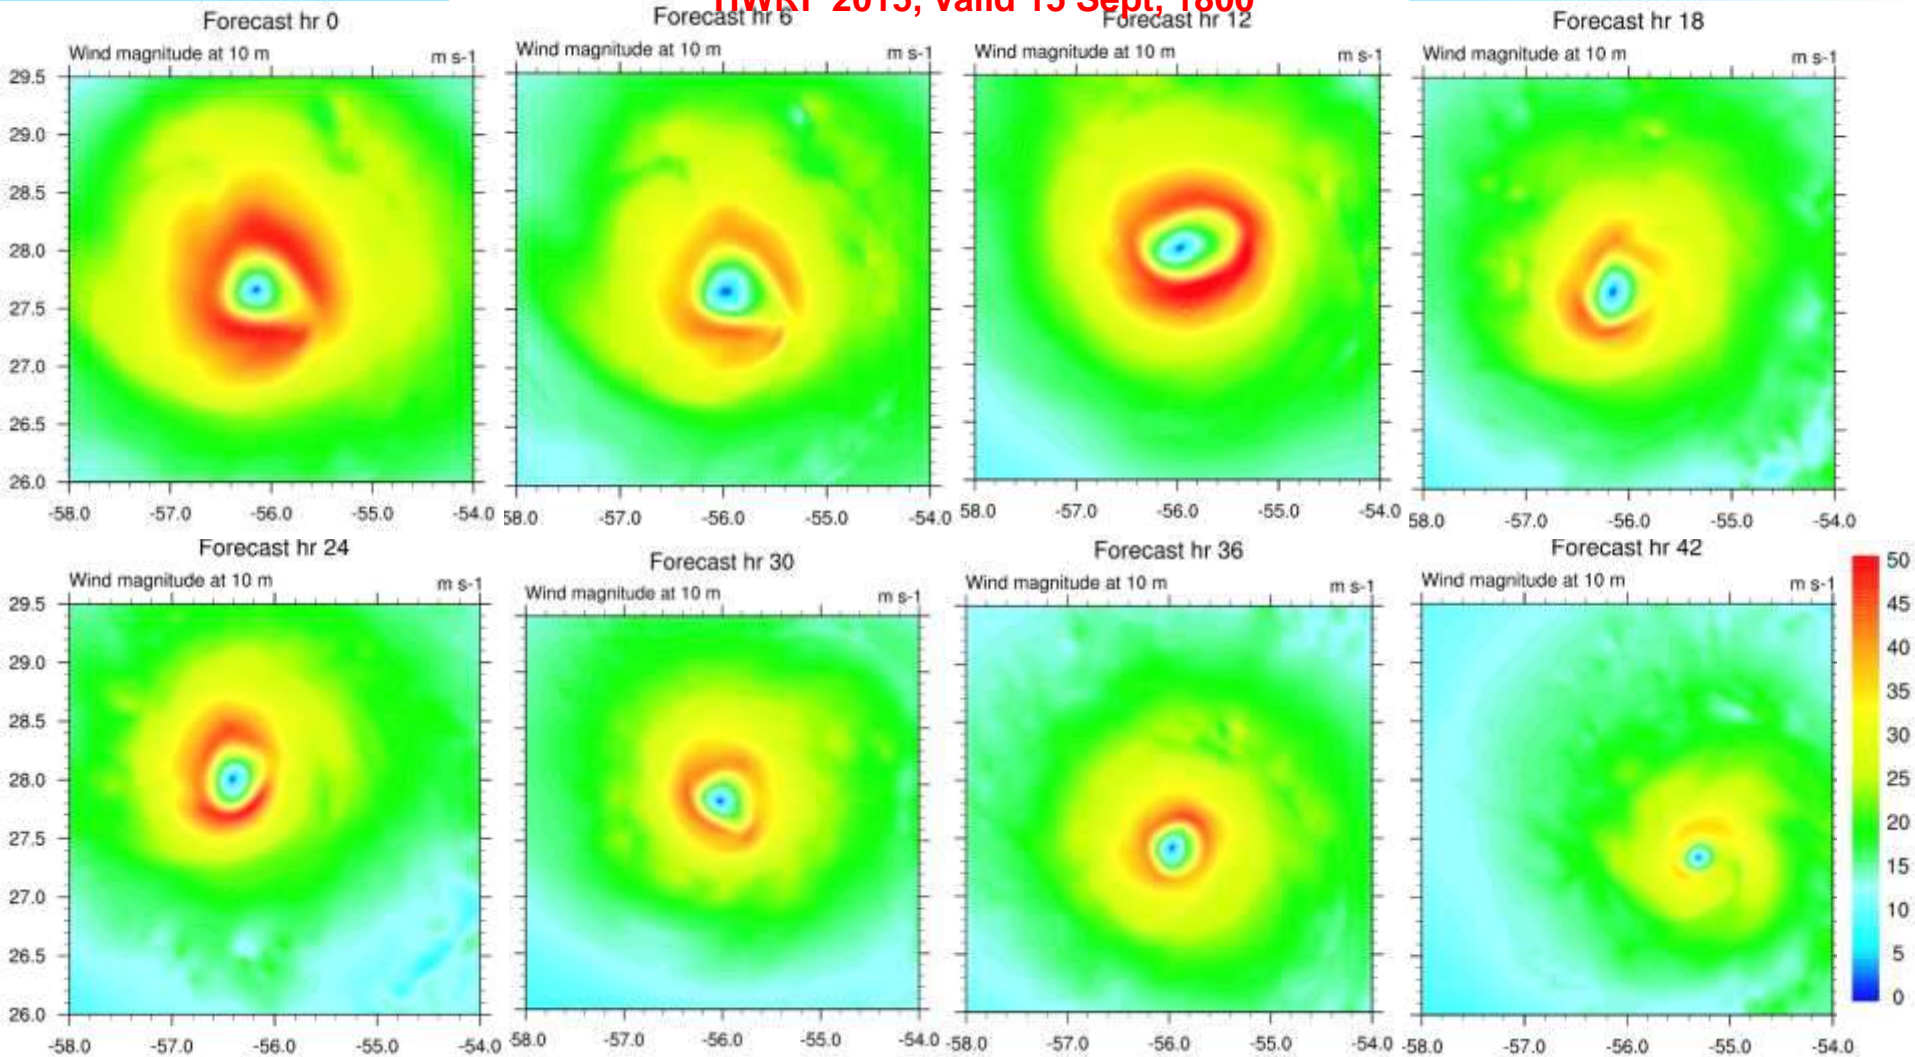 HWRF 2015, valid 15 Sept, 1800
Forecast hr 0
Wind magnitude at 10 m m s-1
29.5
29.0
28.5
28.0
27.5
27.0
26.5
26.0
-58.0 -57.0 -56.0 -55.0 -54.0
Forecast hr 6
Wind magnitude at 10 m m s-1
58.0 -57.0 -56.0 -55.0 -54.0
Forecast hr 12
Wind magnitude at 10 m m s-1
58.0 -57.0 -56.0 -55.0 -54.0
Forecast hr 18
Wind magnitude at 10 m m s-1
58.0 -57.0 -56.0 -55.0 -54.0
Forecast hr 24
Wind magnitude at 10 m m s-1
29.5
29.0
28.5
28.0
27.5
27.0
26.5
26.0
-58.0 -57.0 -56.0 -55.0 -54.0
Forecast hr 30
Wind magnitude at 10 m m s-1
58.0 -57.0 -56.0 -55.0 -54.0
Forecast hr 36
Wind magnitude at 10 m m s-1
58.0 -57.0 -56.0 -55.0 -54.0
Forecast hr 42
Wind magnitude at 10 m m s-1
58.0 -57.0 -56.0 -55.0 -54.0
50
45
40
35
30
25
20
15
10
5
0